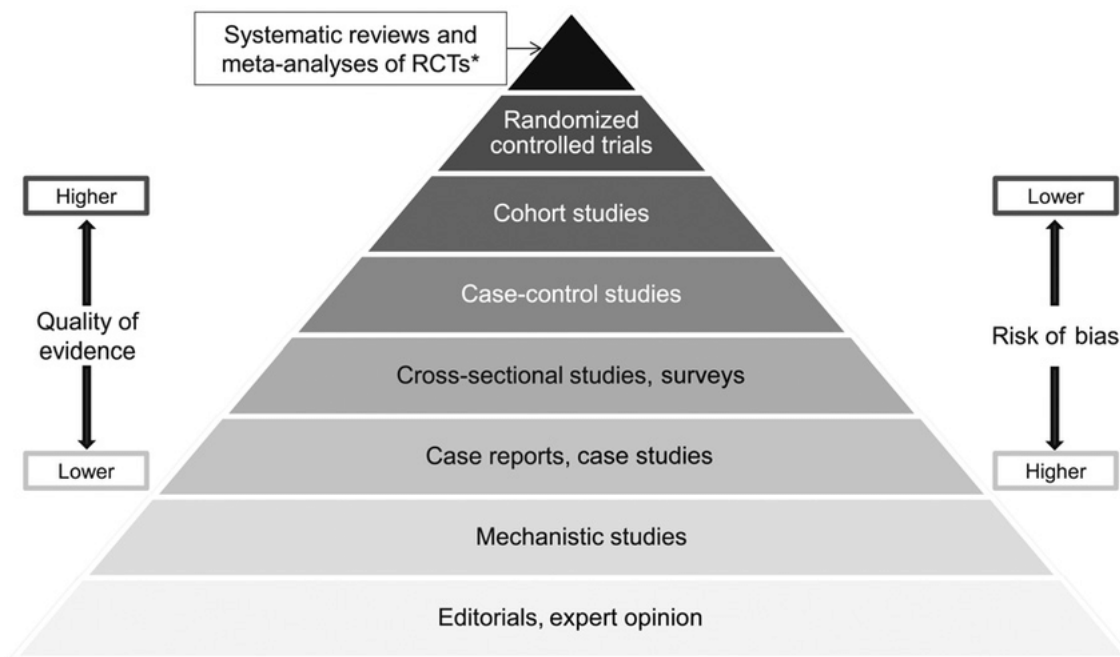 Systematic reviews and
meta-analyses of RCTs*
Randomized
controlled trials
Higher
Lower
Cohort studies
Case-control studies
Quality of
evidence
Risk of bias
Cross-sectional studies, surveys
Case reports, case studies
Lower
Higher
Mechanistic studies
Editorials, expert opinion